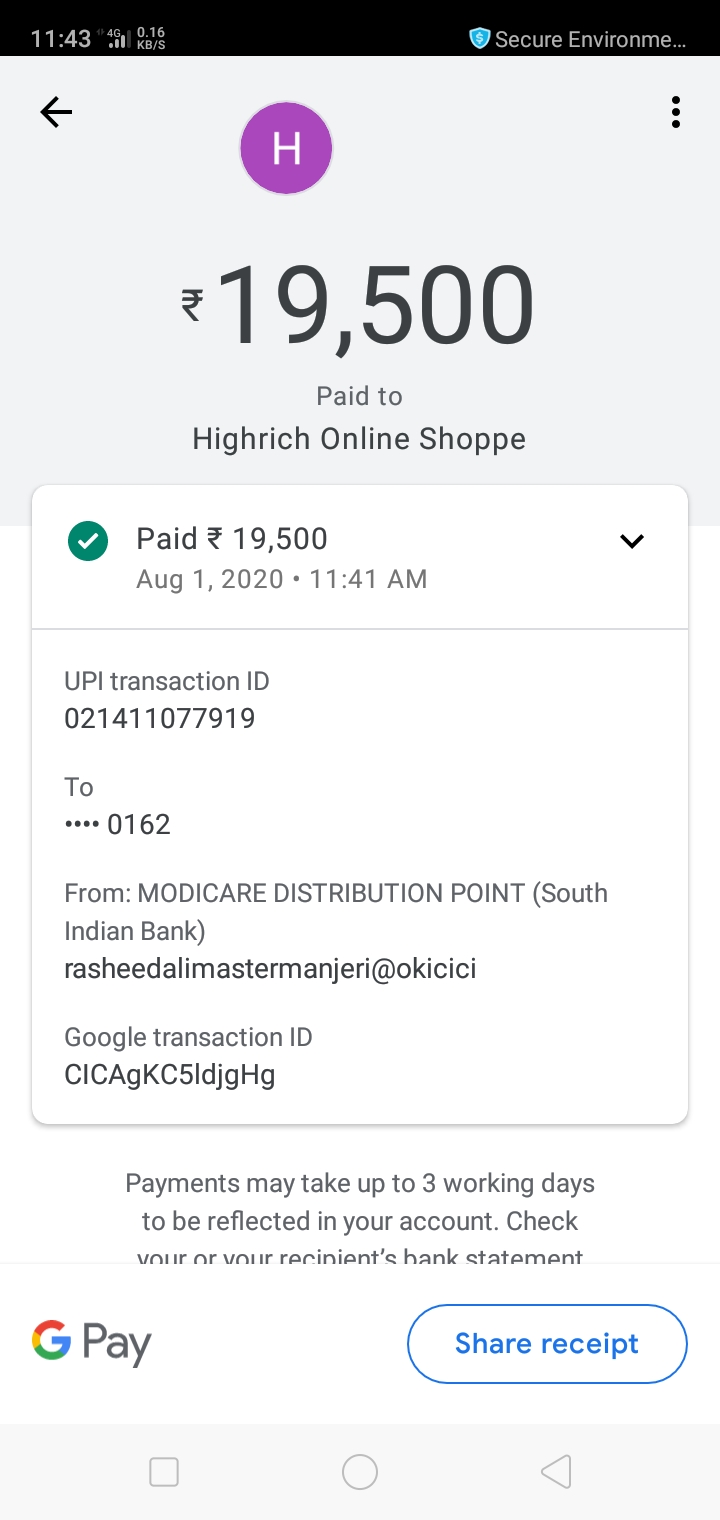 11:43 4G 0.16 KB/S Secure Environme...
H
₹19,500
Paid to
Highrich Online Shoppe
Paid ₹ 19,500
Aug 1, 2020 • 11:41 AM
UPI transaction ID
021411077919
To
•••• 0162
From: MODICARE DISTRIBUTION POINT (South
Indian Bank)
rasheedalimastermanjeri@okicici
Google transaction ID
CICAgKC5ldjgHg
Payments may take up to 3 working days
to be reflected in your account. Check
your or your recipient's bank statement
G Pay
Share receipt